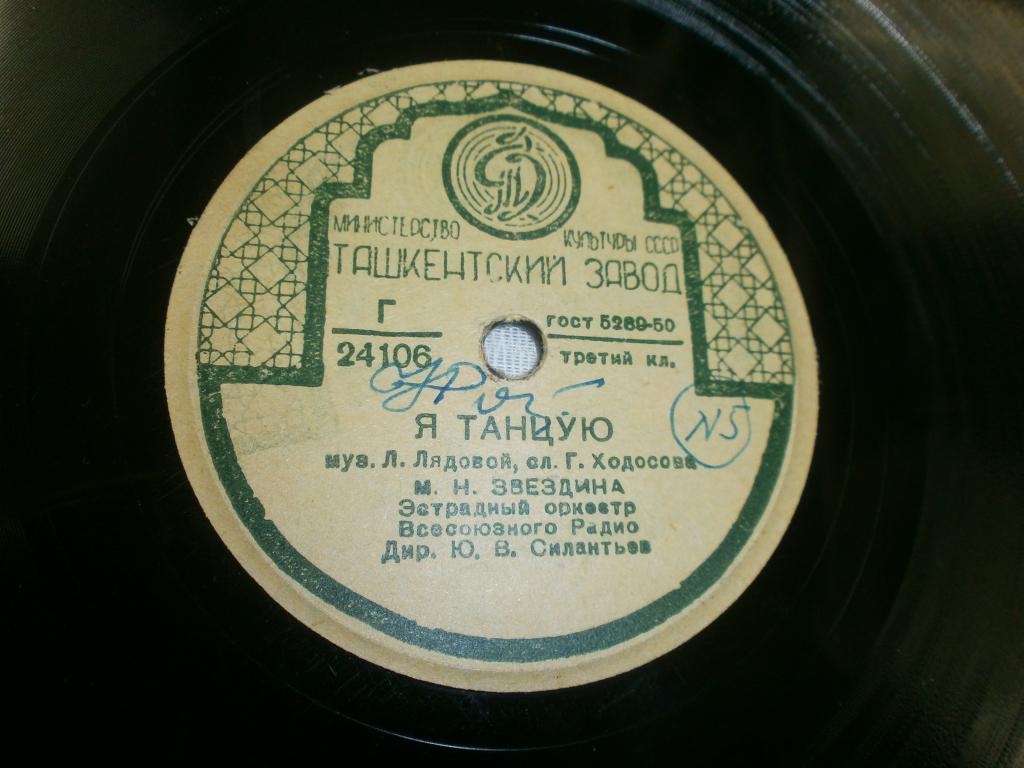 МИНИСТЕРСТВО КУЛЬТУРЫ СССР
ТАШКЕНТСКИЙ ЗАВОД
Г
24106
ГОСТ 5289-50
третий кл.
N5
Я ТАНЦУЮ
муз. Л. Лядовой, сл. Г. Ходосова
М. Н. ЗВЕЗДИНА
Эстрадный оркестр
Всесоюзного Радио
Дир. Ю. В. Силантьев